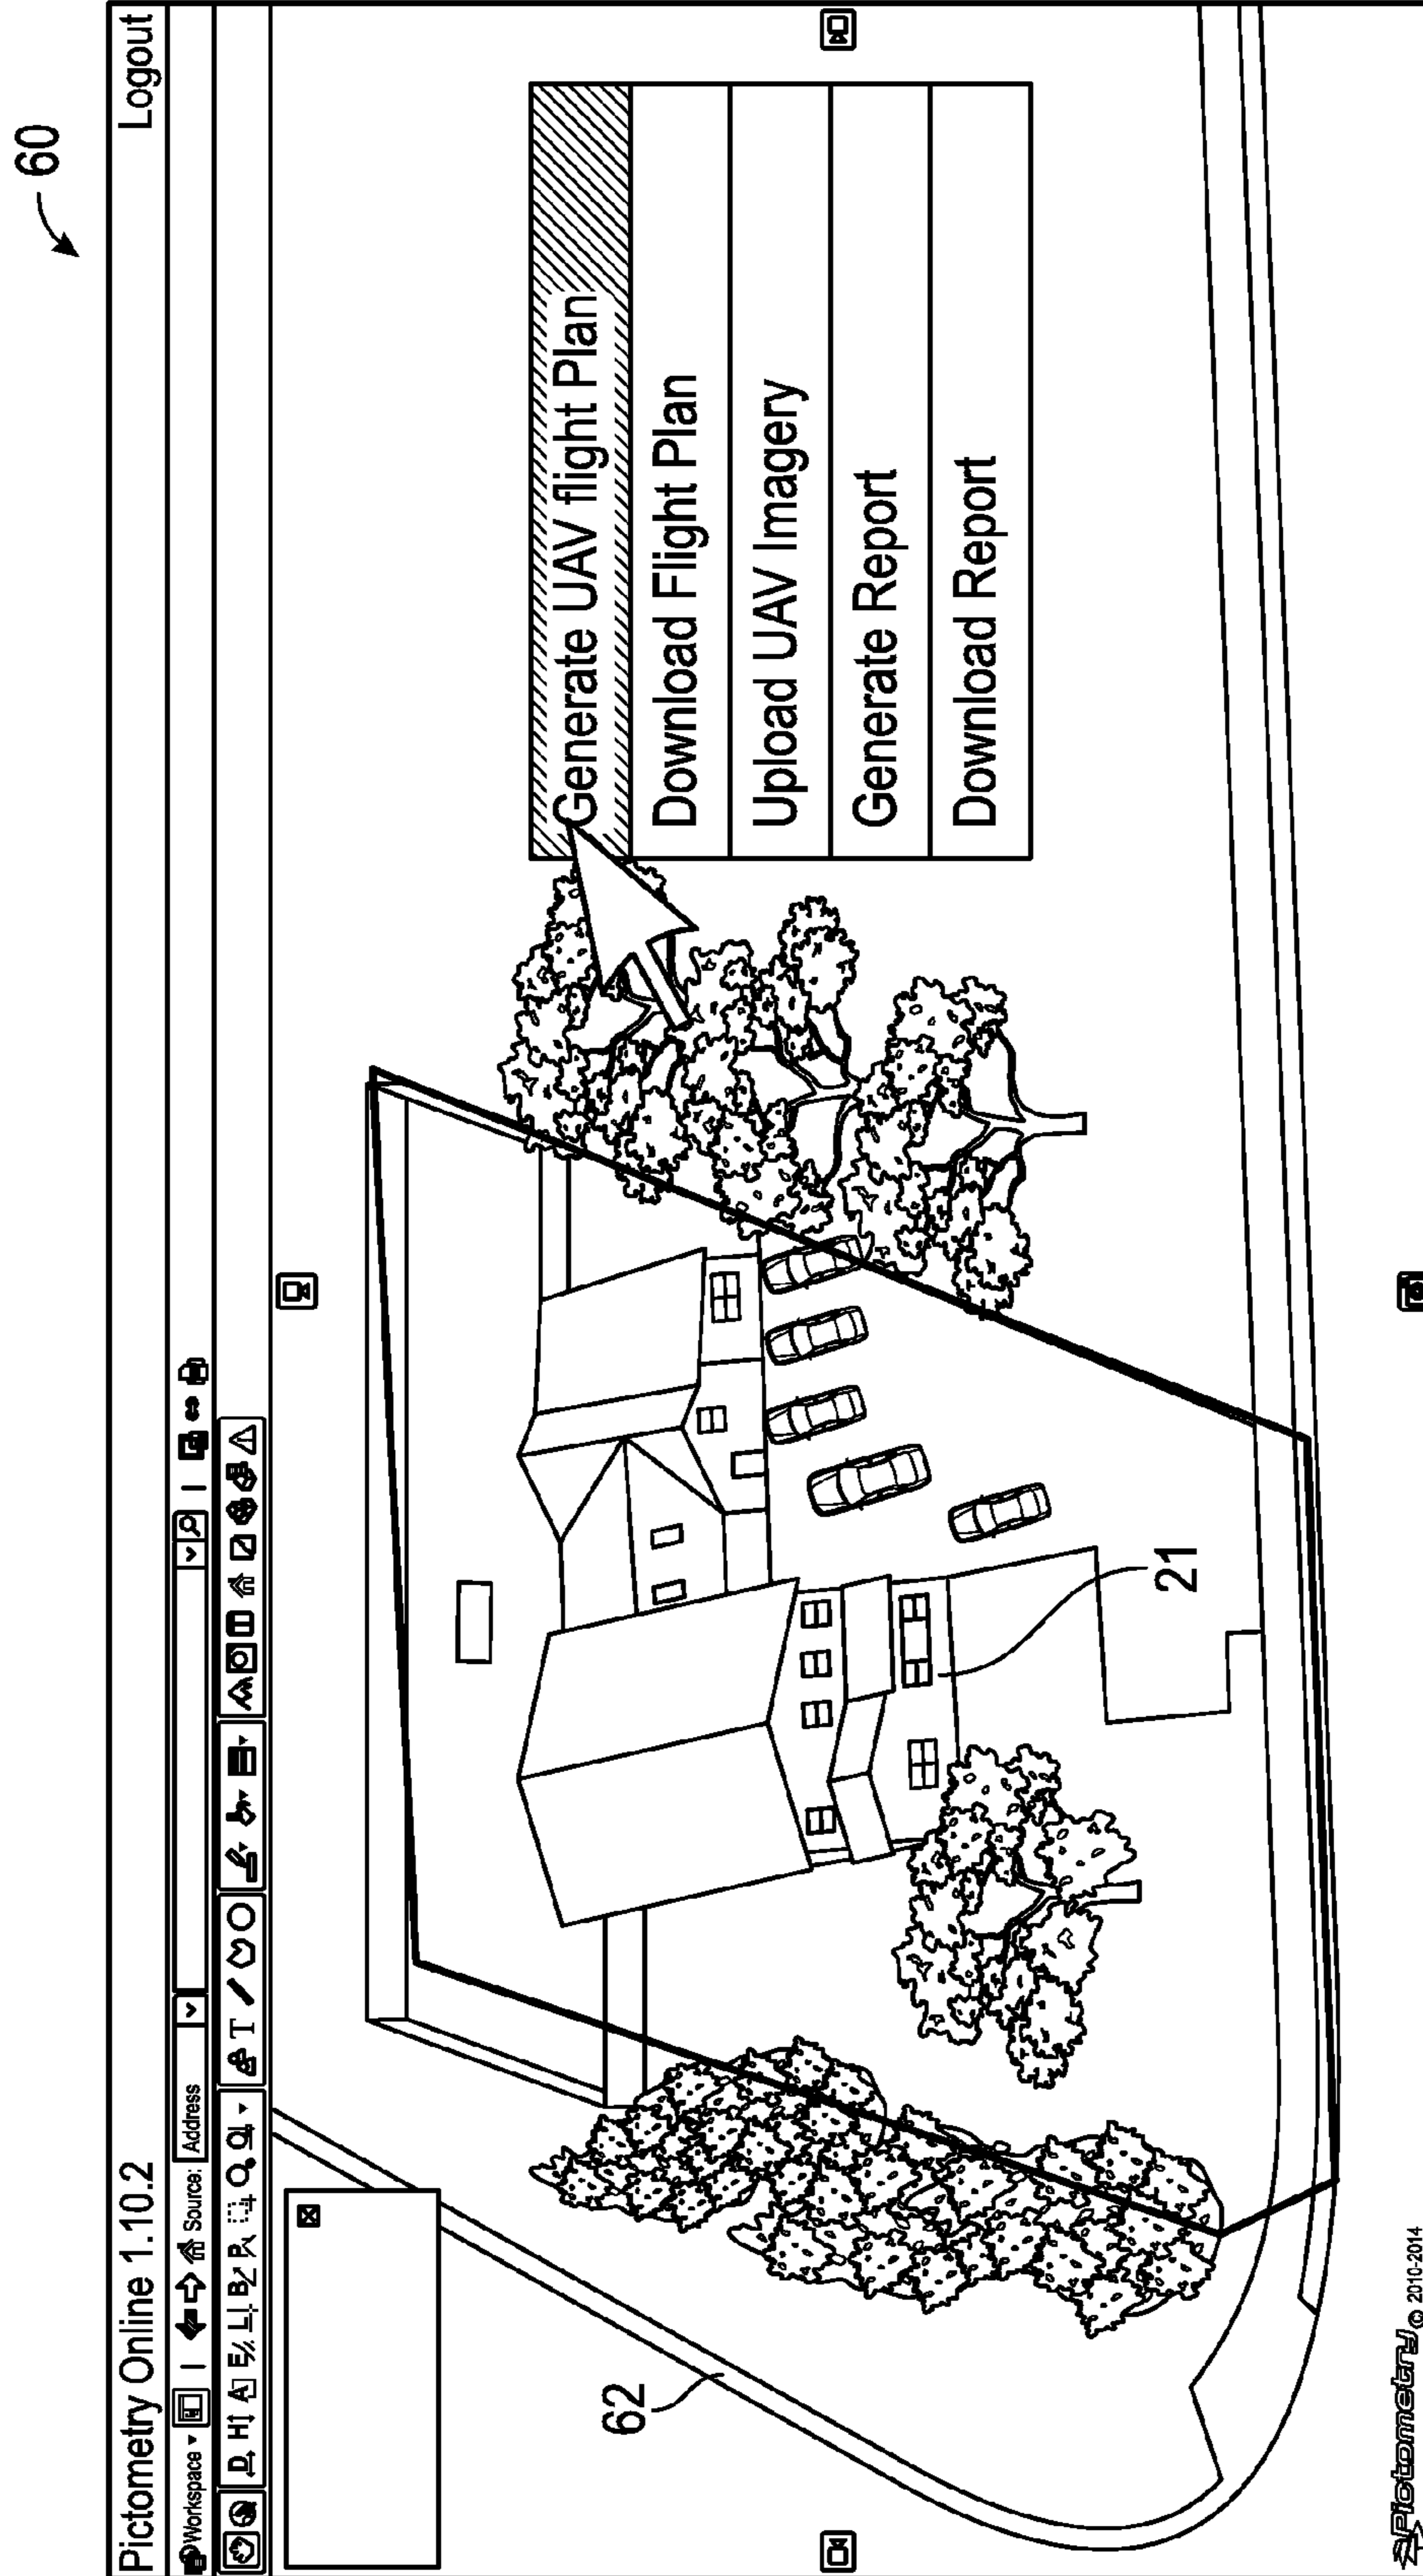 60
Pictometry Online 1.10.2 Logout
Workspace Source: Address
D H A E L B P T
Generate UAV flight Plan
Download Flight Plan
Upload UAV Imagery
Generate Report
Download Report
62
21
Pictometry © 2010-2014